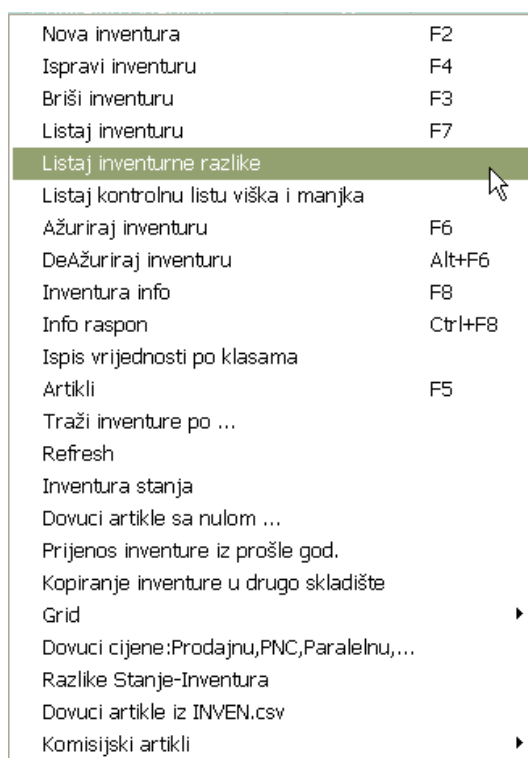 Nova inventura F2
Ispravi inventuru F4
Briši inventuru F3
Listaj inventuru F7
Listaj inventurne razlike
Listaj kontrolnu listu viška i manjka
Ažuriraj inventuru F6
DeAžuriraj inventuru Alt+F6
Inventura info F8
Info raspon Ctrl+F8
Ispis vrijednosti po klasama
Artikli F5
Traži inventure po ...
Refresh
Inventura stanja
Dovuci artikle sa nulom ...
Prijenos inventure iz prošle god.
Kopiranje inventure u drugo skladište
Grid
Dovuci cijene:Prodajnu,PNC,Paralelnu,...
Razlike Stanje-Inventura
Dovuci artikle iz INVEN.csv
Komisijski artikli